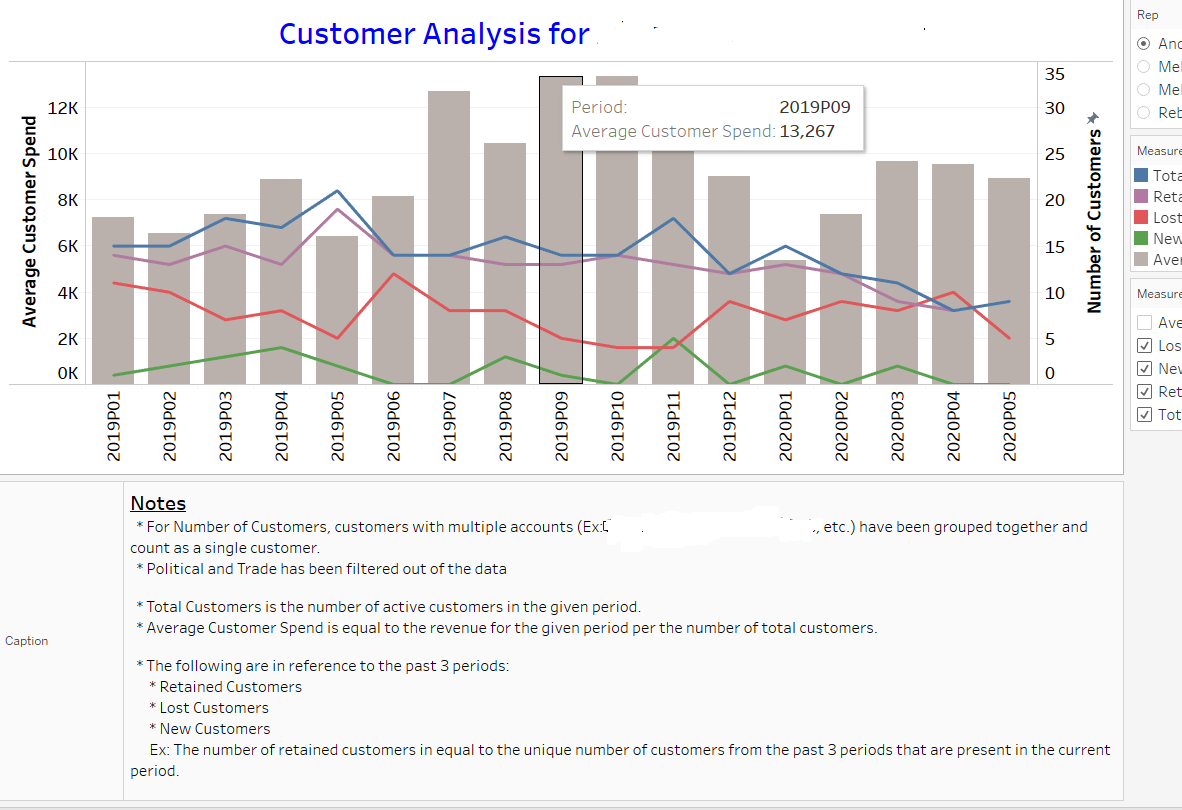 Customer Analysis for
Average Customer Spend
12K
10K
8K
6K
4K
2K
0K
35
30
25
20
15
10
5
0
Number of Customers
Period: 2019P09
Average Customer Spend: 13,267
2019P01
2019P02
2019P03
2019P04
2019P05
2019P06
2019P07
2019P08
2019P09
2019P10
2019P11
2019P12
2020P01
2020P02
2020P03
2020P04
2020P05
Rep
Mel
Mel
Reb
Measure
Tota
Reta
Lost
New
Aver
Measure
Ave
Los
New
Ret
Tot
Caption
Notes
* For Number of Customers, customers with multiple accounts (Ex: , etc.) have been grouped together and
count as a single customer.
* Political and Trade has been filtered out of the data
* Total Customers is the number of active customers in the given period.
* Average Customer Spend is equal to the revenue for the given period per the number of total customers.
* The following are in reference to the past 3 periods:
* Retained Customers
* Lost Customers
* New Customers
Ex: The number of retained customers in equal to the unique number of customers from the past 3 periods that are present in the current
period.